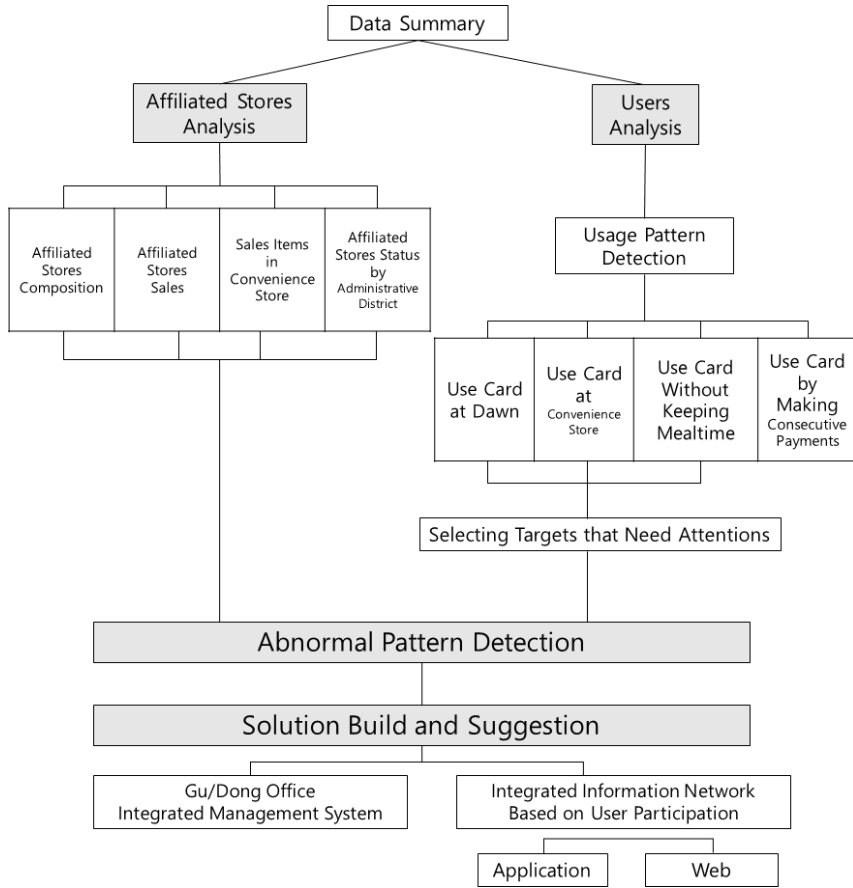 Data Summary
Affiliated Stores
Analysis
Users
Analysis
Affiliated
Stores
Composition
Affiliated
Stores
Sales
Sales Items
in
Convenience
Store
Affiliated
Stores Status
by
Administrative
District
Usage Pattern
Detection
Use Card
at Dawn
Use Card
at
Convenience
Store
Use Card
Without
Keeping
Mealtime
Use Card
by
Making
Consecutive
Payments
Selecting Targets that Need Attentions
Abnormal Pattern Detection
Solution Build and Suggestion
Gu/Dong Office
Integrated Management System
Integrated Information Network
Based on User Participation
Application
Web